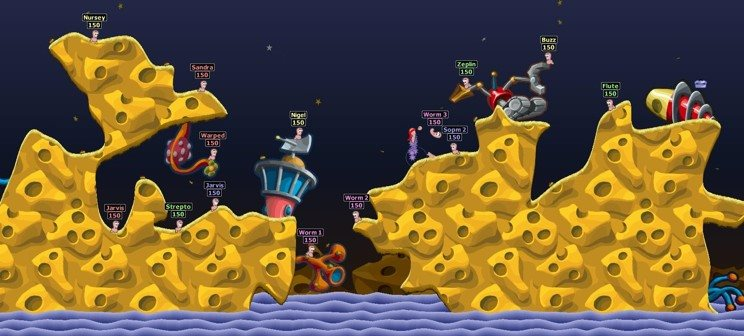 Nursey
150
Sandra
150
Warped
150
Jarvis
150
Strepto
150
Jarvis
150
Nigel
150
Worm 1
150
Worm 2
150
Worm 3
150
Sopm 2
150
Zeplin
150
Buzz
150
Flute
150